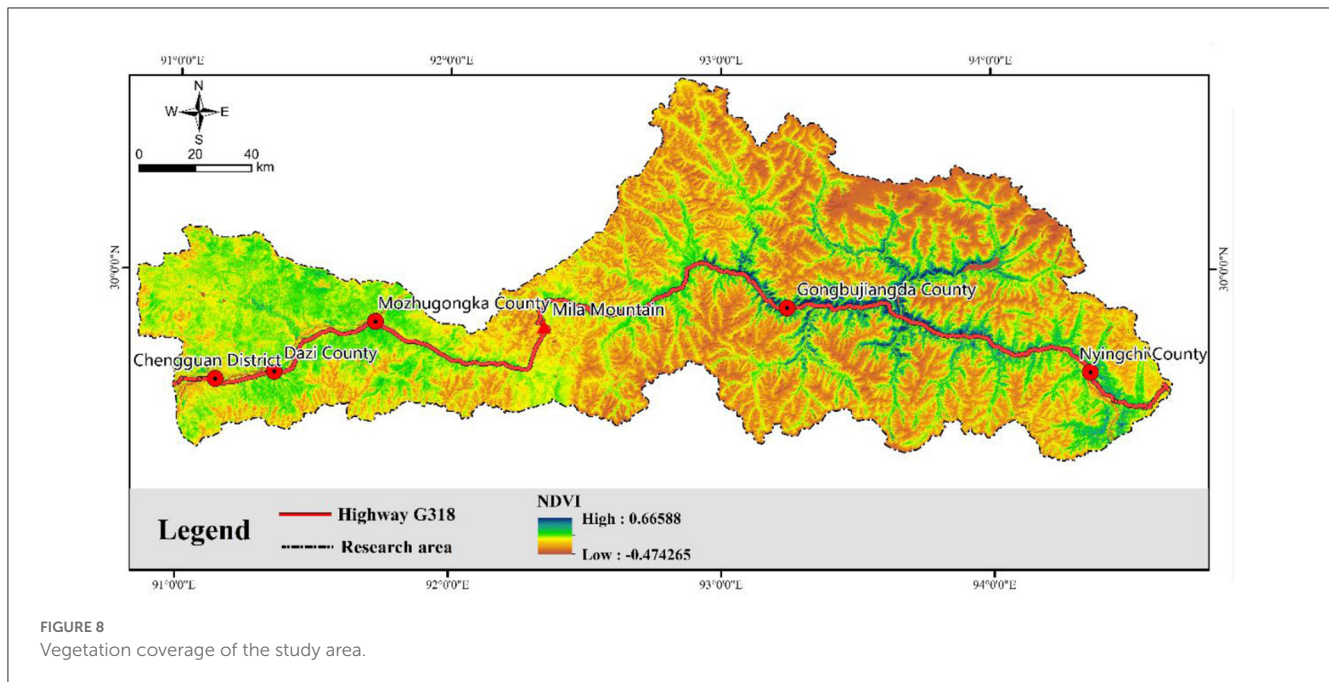 91°0'0"E 92°0'0"E 93°0'0"E 94°0'0"E
N
W E
S
0 20 40
km
30°0'0"N
30°0'0"N
Mozhugongka County
Mila Mountain
Gongbujiangda County
Chengguan District
Dazi County
Nyingchi County
Legend
Highway G318
Research area
NDVI
High : 0.66588
Low : -0.474265
91°0'0"E 92°0'0"E 93°0'0"E 94°0'0"E
FIGURE 8
Vegetation coverage of the study area.